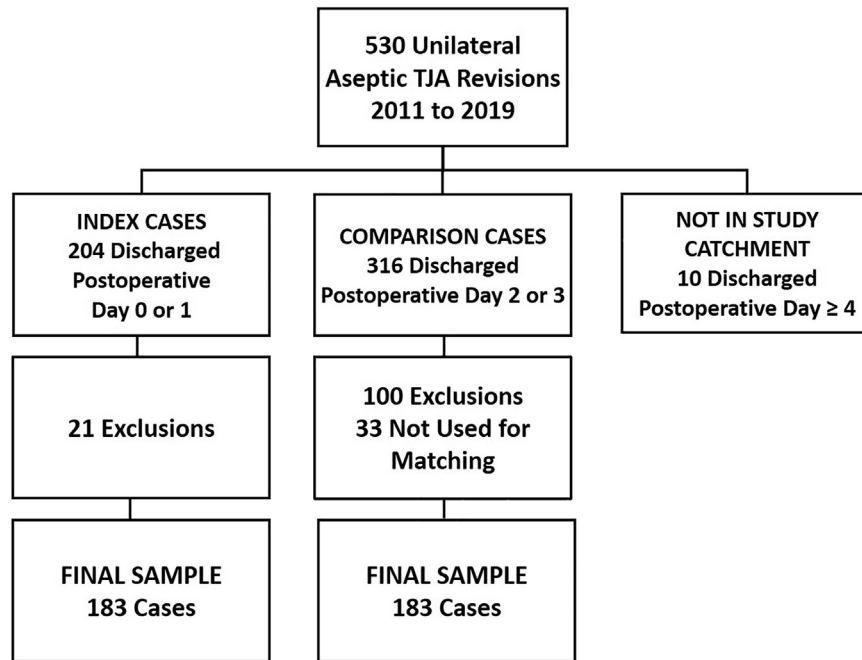 530 Unilateral
Aseptic TJA Revisions
2011 to 2019
INDEX CASES
204 Discharged
Postoperative
Day 0 or 1
COMPARISON CASES
316 Discharged
Postoperative Day 2 or 3
NOT IN STUDY
CATCHMENT
10 Discharged
Postoperative Day ≥ 4
21 Exclusions
100 Exclusions
33 Not Used for
Matching
FINAL SAMPLE
183 Cases
FINAL SAMPLE
183 Cases